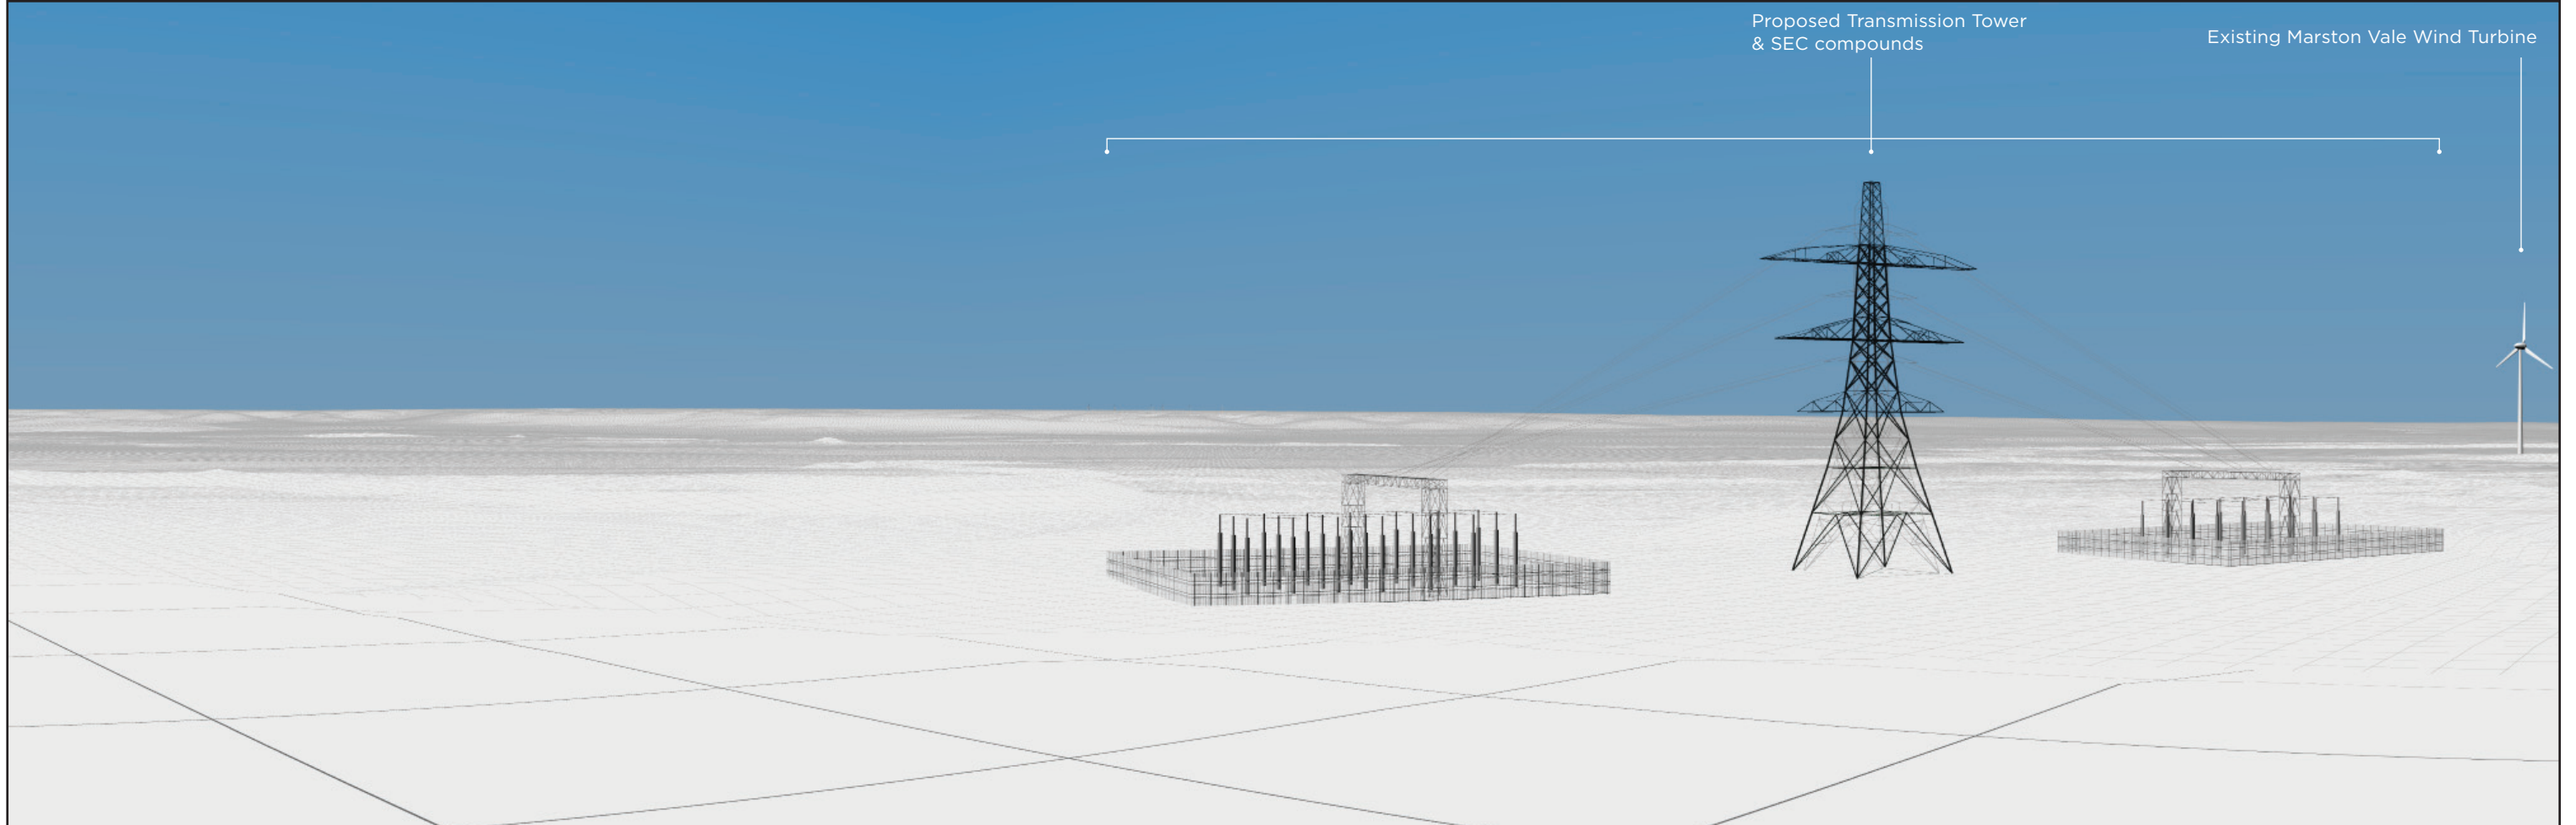 Proposed Transmission Tower
& SEC compounds
Existing Marston Vale Wind Turbine